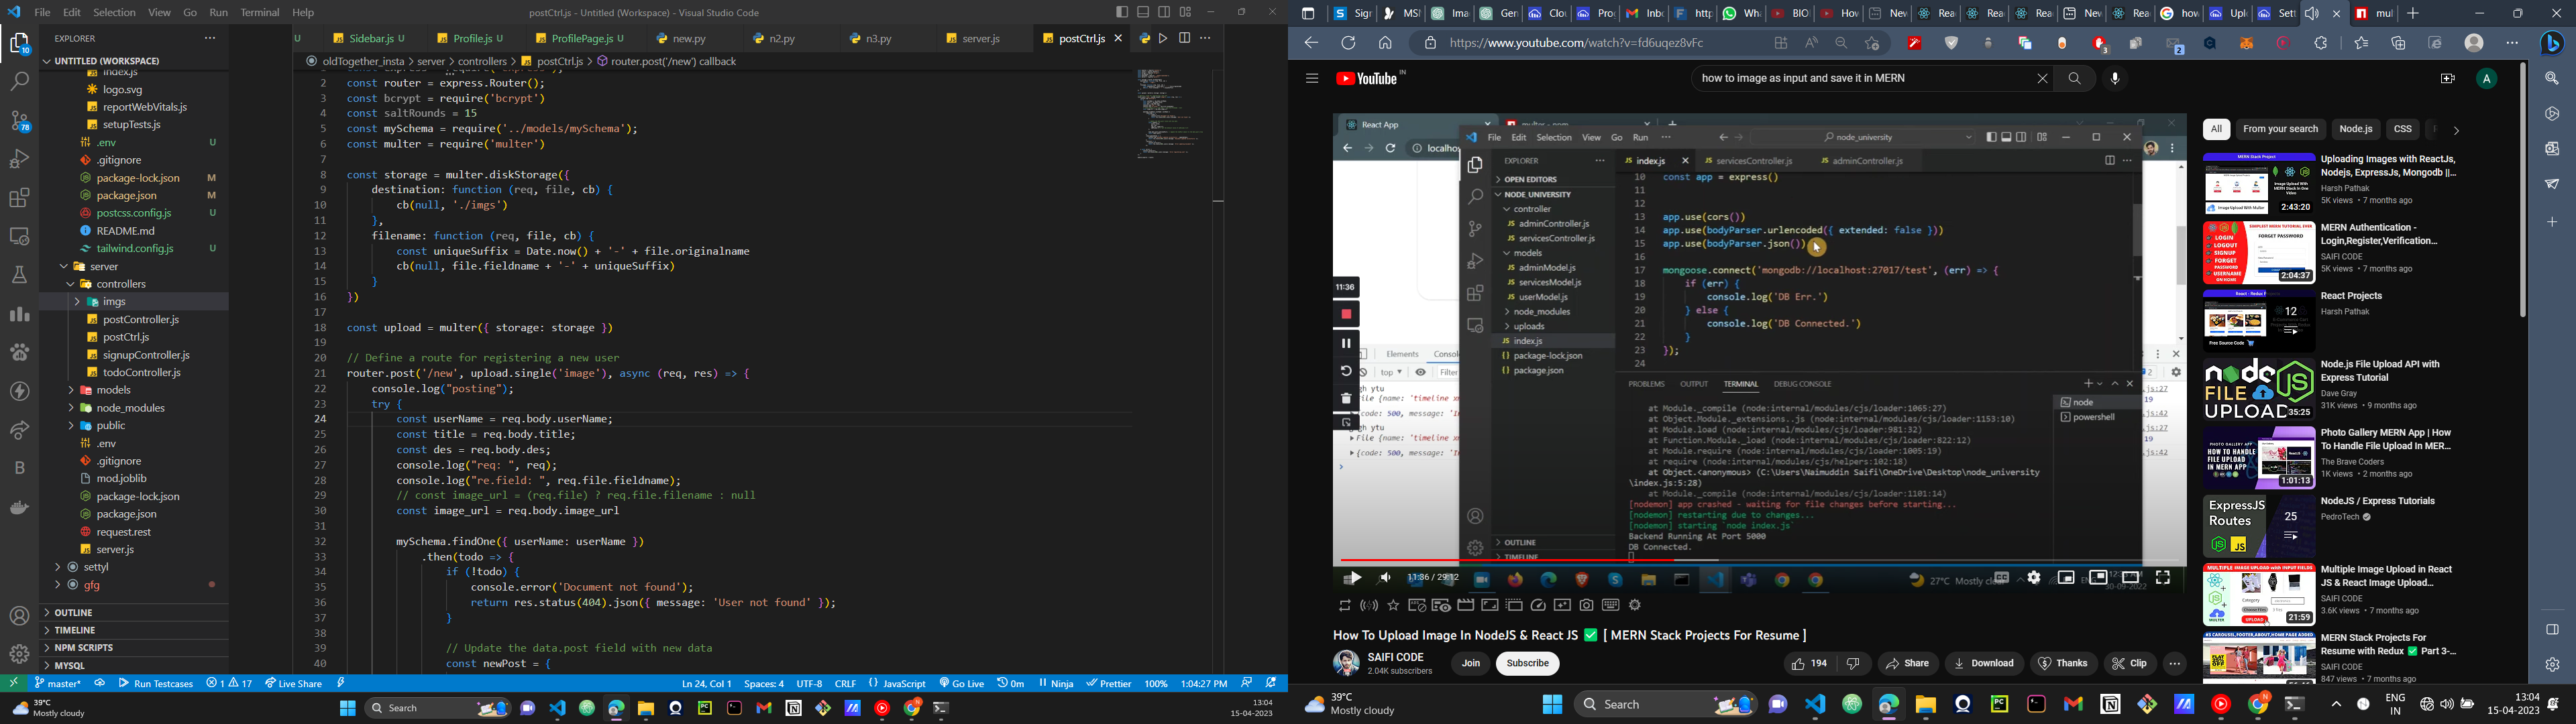 File Edit Selection View Go Run Terminal Help
postCtrl.js - Untitled (Workspace) - Visual Studio Code
EXPLORER
UNTITLED (WORKSPACE)
index.js
logo.svg
reportWebVitals.js
setupTests.js
.env U
.gitignore
package-lock.json M
package.json M
postcss.config.js U
README.md
tailwind.config.js U
server
controllers
imgs
postController.js
postCtrl.js
signupController.js
todoController.js
models
node_modules
public
.env
.gitignore
mod.joblib
package-lock.json
package.json
request.rest
server.js
settyl
gfg
OUTLINE
TIMELINE
NPM SCRIPTS
MYSQL
U Sidebar.js U Profile.js U ProfilePage.js U new.py n2.py n3.py server.js postCtrl.js
oldTogether_insta > server > controllers > postCtrl.js > router.post('/new') callback
2 const router = express.Router();
3 const bcrypt = require('bcrypt')
4 const saltRounds = 15
5 const mySchema = require('../models/mySchema');
6 const multer = require('multer')
7
8 const storage = multer.diskStorage({
9 destination: function (req, file, cb) {
10 cb(null, './imgs')
11 },
12 filename: function (req, file, cb) {
13 const uniqueSuffix = Date.now() + '-' + file.originalname
14 cb(null, file.fieldname + '-' + uniqueSuffix)
15 }
16 })
17
18 const upload = multer({ storage: storage })
19
20 // Define a route for registering a new user
21 router.post('/new', upload.single('image'), async (req, res) => {
22 console.log("posting");
23 try {
24 const userName = req.body.userName;
25 const title = req.body.title;
26 const des = req.body.des;
27 console.log("req: ", req);
28 console.log("re.field: ", req.file.fieldname);
29 // const image_url = (req.file) ? req.file.filename : null
30 const image_url = req.body.image_url
31
32 mySchema.findOne({ userName: userName })
33 .then(todo => {
34 if (!todo) {
35 console.error('Document not found');
36 return res.status(404).json({ message: 'User not found' });
37 }
38
39 // Update the data.post field with new data
40 const newPost = {
master* Run Testcases 1 17 Live Share
Ln 24, Col 1 Spaces: 4 UTF-8 CRLF JavaScript Go Live 0m Ninja Prettier 100% 1:04:27 PM
39°C
Mostly cloudy
Search
13:04
15-04-2023
https://www.youtube.com/watch?v=fd6uqez8vFc
YouTube IN
how to image as input and save it in MERN
A
React App
File Edit Selection View Go Run
node_university
EXPLORER
OPEN EDITORS
NODE_UNIVERSITY
controller
adminController.js
servicesController.js
models
adminModel.js
servicesModel.js
userModel.js
node_modules
uploads
index.js
package-lock.json
package.json
OUTLINE
TIMELINE
index.js servicesController.js adminController.js
10 const app = express()
11
12
13 app.use(cors())
14 app.use(bodyParser.urlencoded({ extended: false }))
15 app.use(bodyParser.json())
16
17 mongoose.connect('mongodb://localhost:27017/test', (err) => {
18 if (err) {
19 console.log('DB Err.')
20 } else {
21 console.log('DB Connected.')
22 }
23 });
24
PROBLEMS OUTPUT TERMINAL DEBUG CONSOLE
at Module._compile (node:internal/modules/cjs/loader:1065:27)
at Object.Module._extensions..js (node:internal/modules/cjs/loader:1153:10)
at Module.load (node:internal/modules/cjs/loader:981:32)
at Function.Module._load (node:internal/modules/cjs/loader:822:12)
at Module.require (node:internal/modules/cjs/loader:1005:19)
at require (node:internal/modules/cjs/helpers:102:18)
at Object.<anonymous> (C:\Users\Naimuddin Saifi\OneDrive\Desktop\node_university
\index.js:5:28)
at Module._compile (node:internal/modules/cjs/loader:1101:14)
[nodemon] app crashed - waiting for file changes before starting...
[nodemon] restarting due to changes...
[nodemon] starting `node index.js`
Backend Running At Port 5000
DB Connected.
node
powershell
11:36
Elements
top
Filter
11:36 / 29:12
27°C Mostly cloudy
How To Upload Image In NodeJS & React JS ✅ [ MERN Stack Projects For Resume ]
SAIFI CODE
2.04K subscribers
Join Subscribe
194 Share Download Thanks Clip
All From your search Node.js CSS
Uploading Images with ReactJs,
Nodejs, ExpressJs, Mongodb ||...
Harsh Pathak
5K views • 7 months ago
2:43:20
MERN Authentication -
Login,Register,Verification...
SAIFI CODE
5K views • 7 months ago
2:04:37
React Projects
Harsh Pathak
12
Node.js File Upload API with
Express Tutorial
Dave Gray
31K views • 9 months ago
35:25
Photo Gallery MERN App | How
To Handle File Upload In MER...
The Brave Coders
1K views • 2 months ago
1:01:13
NodeJS / Express Tutorials
PedroTech
ExpressJS
Routes
25
Multiple Image Upload in React
JS & React Image Upload...
SAIFI CODE
3.6K views • 7 months ago
21:59
MERN Stack Projects For
Resume with Redux ✅ Part 3-...
SAIFI CODE
847 views • 7 months ago
39°C
Mostly cloudy
Search
ENG
IN
13:04
15-04-2023